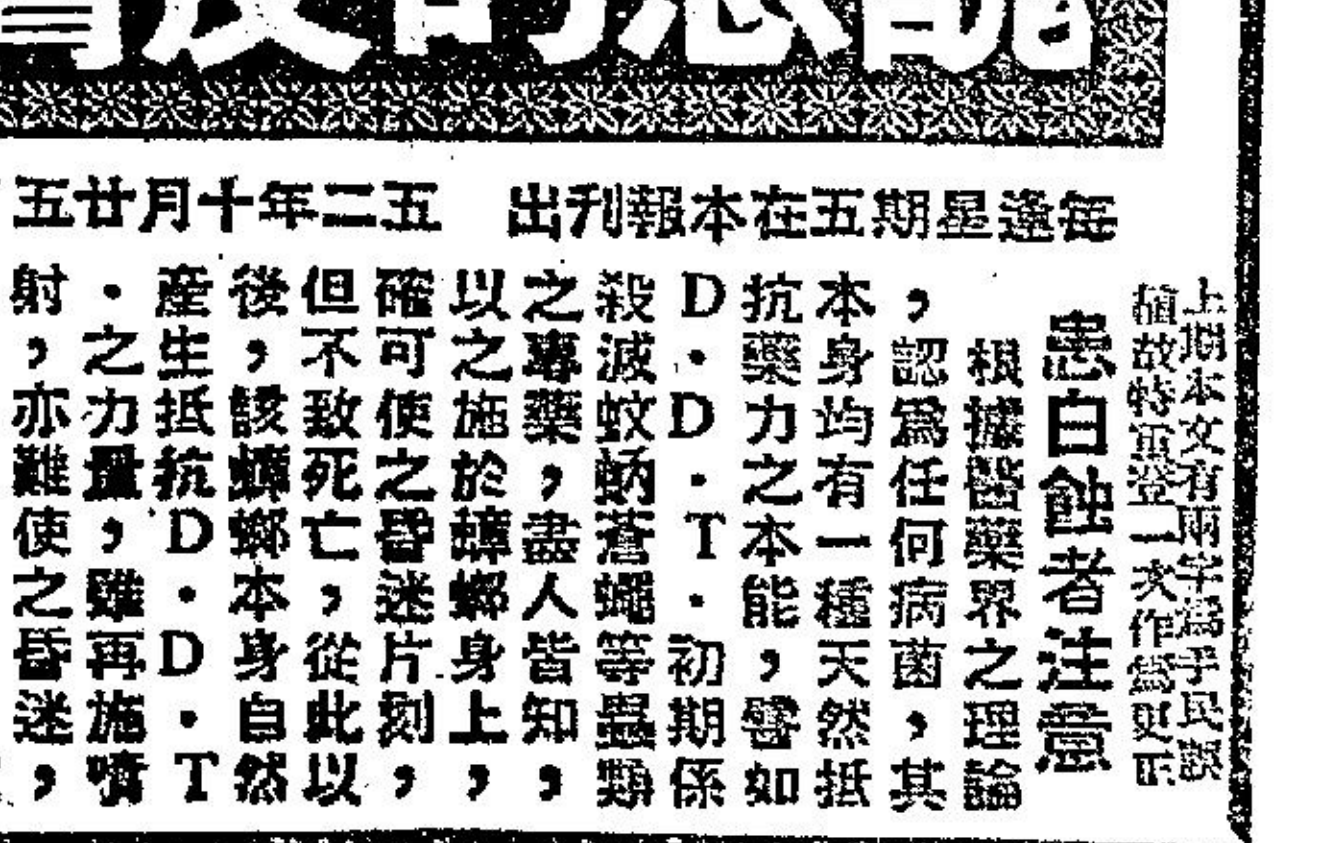 每逢星期五在本報刊出　五二年十月廿五
上期本文有兩字爲手民誤
植故特重登一次作爲更正
患白蝕者注意
根據醫藥界之理論
，認爲任何病菌，其
本身均有一種天然抵
抗藥力之本能，譬如
D．D．T．初期係
殺滅蚊蚋蒼蠅等蟲類
之專藥，盡人皆知，
以之施於蟑螂身上，
確可使之昏迷片刻，
但不致死亡，從此以
後，該蟑螂本身自然
產生抵抗D．D．T
．之力量，雖再施噴
射，亦難使之昏迷，